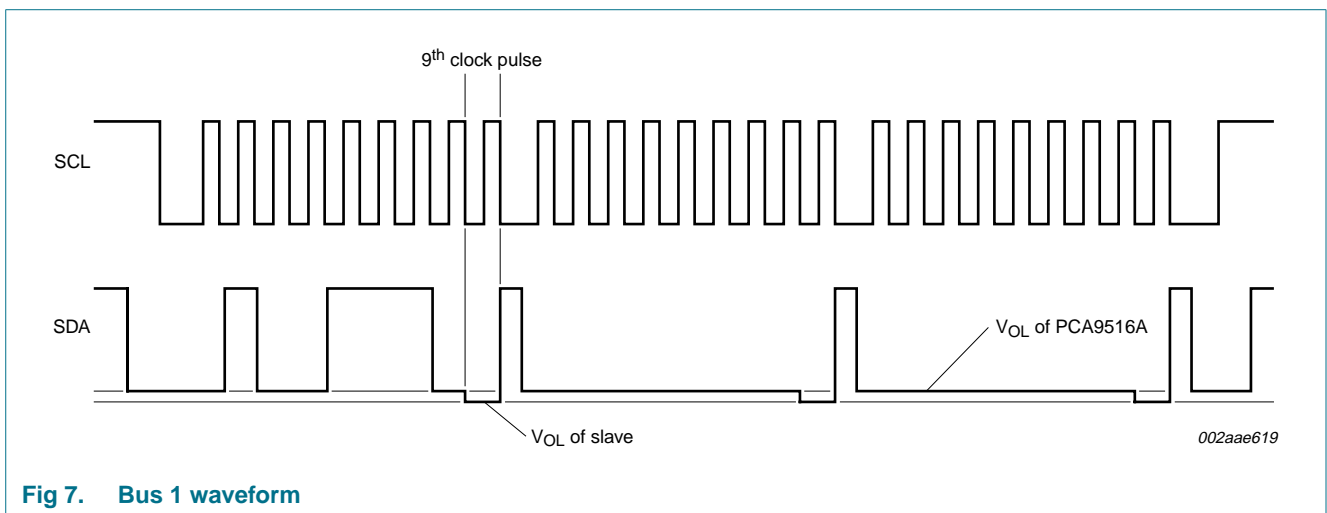 9th clock pulse
SCL
SDA
VOL of PCA9516A
VOL of slave
002aae619
Fig 7. Bus 1 waveform